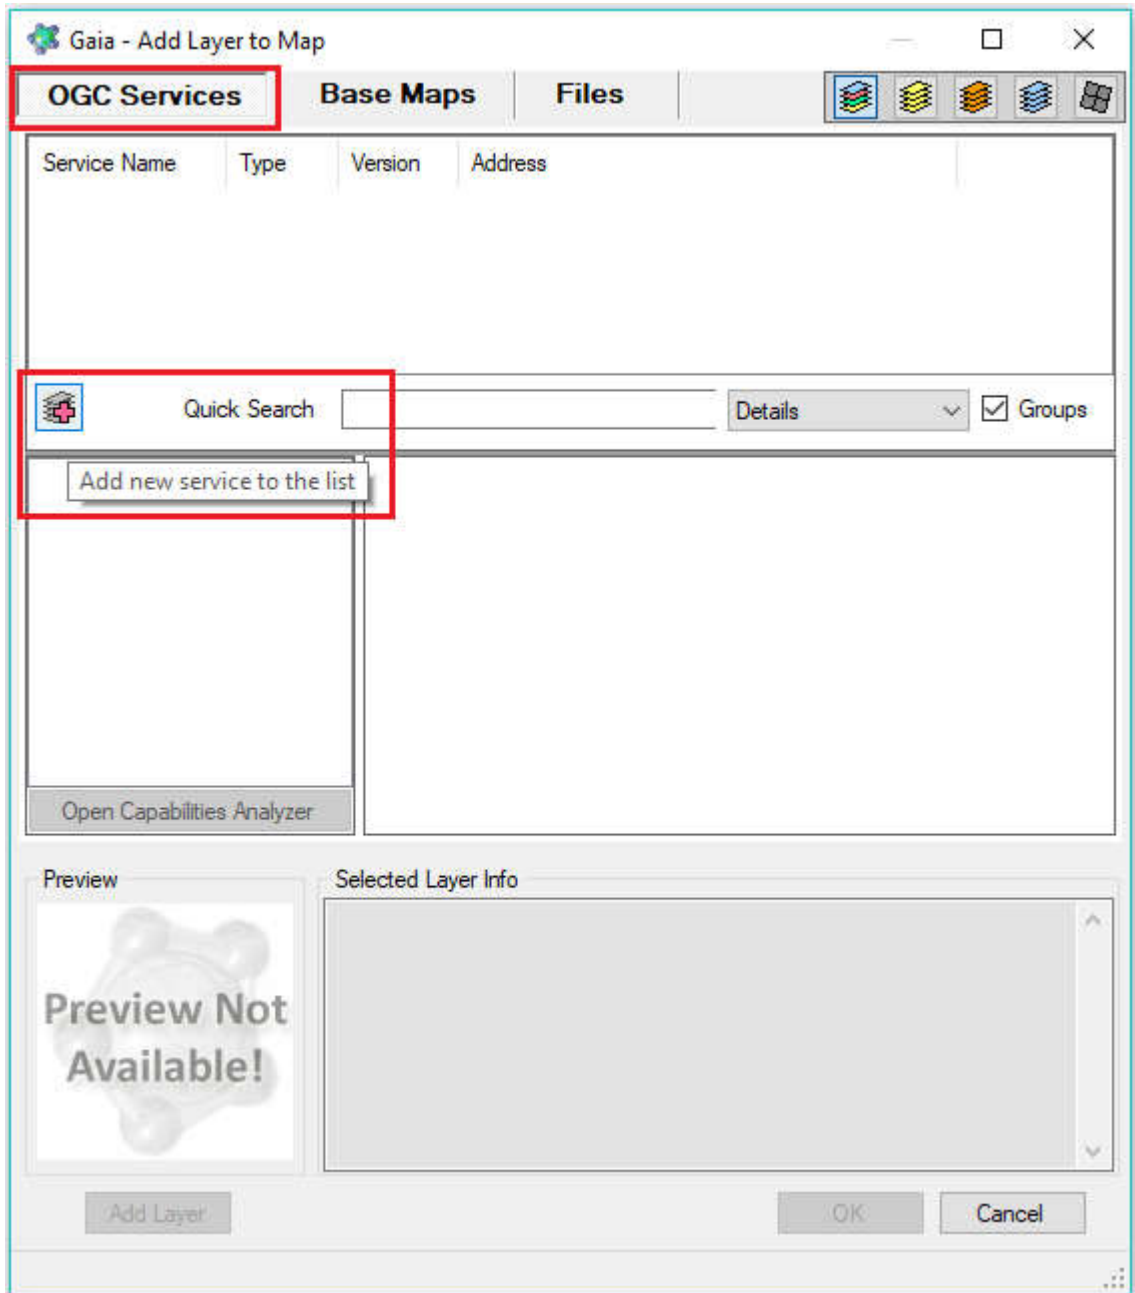 Gaia - Add Layer to Map
OGC Services Base Maps Files
Service Name Type Version Address
Quick Search Details Groups
Add new service to the list
Open Capabilities Analyzer
Preview Selected Layer Info
Preview Not
Available!
Add Layer OK Cancel